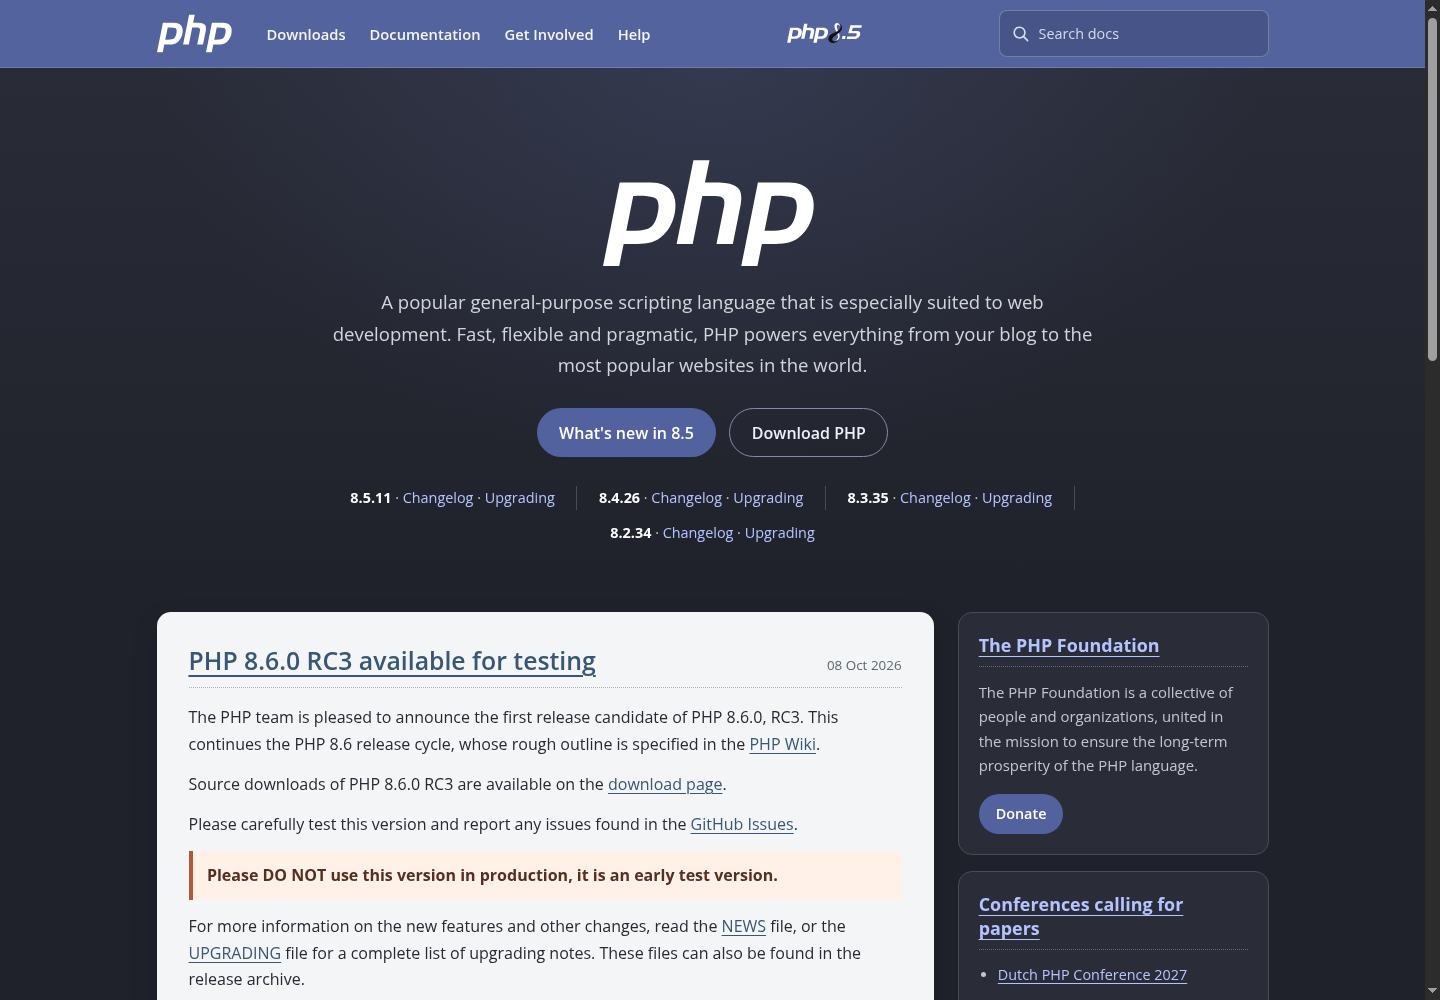 php
Downloads
Documentation
Get Involved
Help
php8.5
Search docs
php
A popular general-purpose scripting language that is especially suited to web
development. Fast, flexible and pragmatic, PHP powers everything from your blog to the
most popular websites in the world.
What's new in 8.5
Download PHP
8.5.11 · Changelog · Upgrading
8.4.26 · Changelog · Upgrading
8.3.35 · Changelog · Upgrading
8.2.34 · Changelog · Upgrading
PHP 8.6.0 RC3 available for testing
08 Oct 2026
The PHP team is pleased to announce the first release candidate of PHP 8.6.0, RC3. This
continues the PHP 8.6 release cycle, whose rough outline is specified in the PHP Wiki.
Source downloads of PHP 8.6.0 RC3 are available on the download page.
Please carefully test this version and report any issues found in the GitHub Issues.
Please DO NOT use this version in production, it is an early test version.
For more information on the new features and other changes, read the NEWS file, or the
UPGRADING file for a complete list of upgrading notes. These files can also be found in the
release archive.
The PHP Foundation
The PHP Foundation is a collective of
people and organizations, united in
the mission to ensure the long-term
prosperity of the PHP language.
Donate
Conferences calling for
papers
Dutch PHP Conference 2027